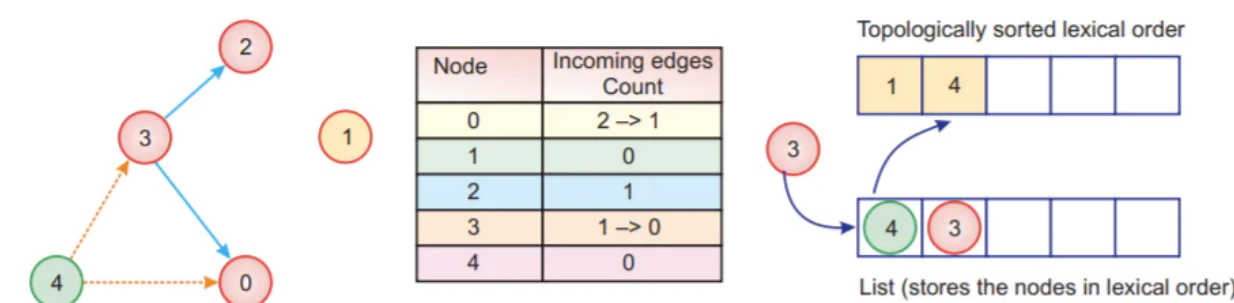 2
3
1
4
0
Node Incoming edges Count
0 2 –> 1
1 0
2 1
3 1 –> 0
4 0
Topologically sorted lexical order
1 4
3
4 3
List (stores the nodes in lexical order)